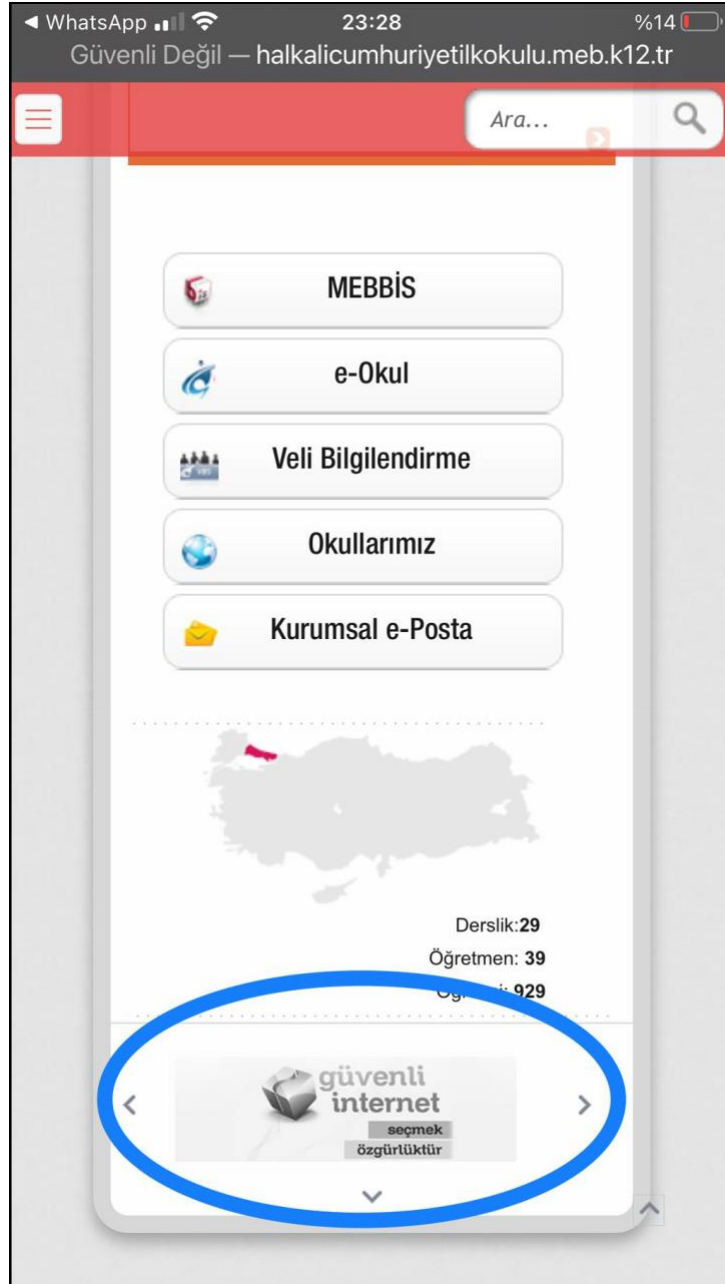 WhatsApp
23:28
%14
Güvenli Değil — halkalicumhuriyetilkokulu.meb.k12.tr
Ara...
MEBBİS
e-Okul
Veli Bilgilendirme
Okullarımız
Kurumsal e-Posta
Derslik:29
Öğretmen: 39
929
güvenli
internet
seçmek
özgürlüktür